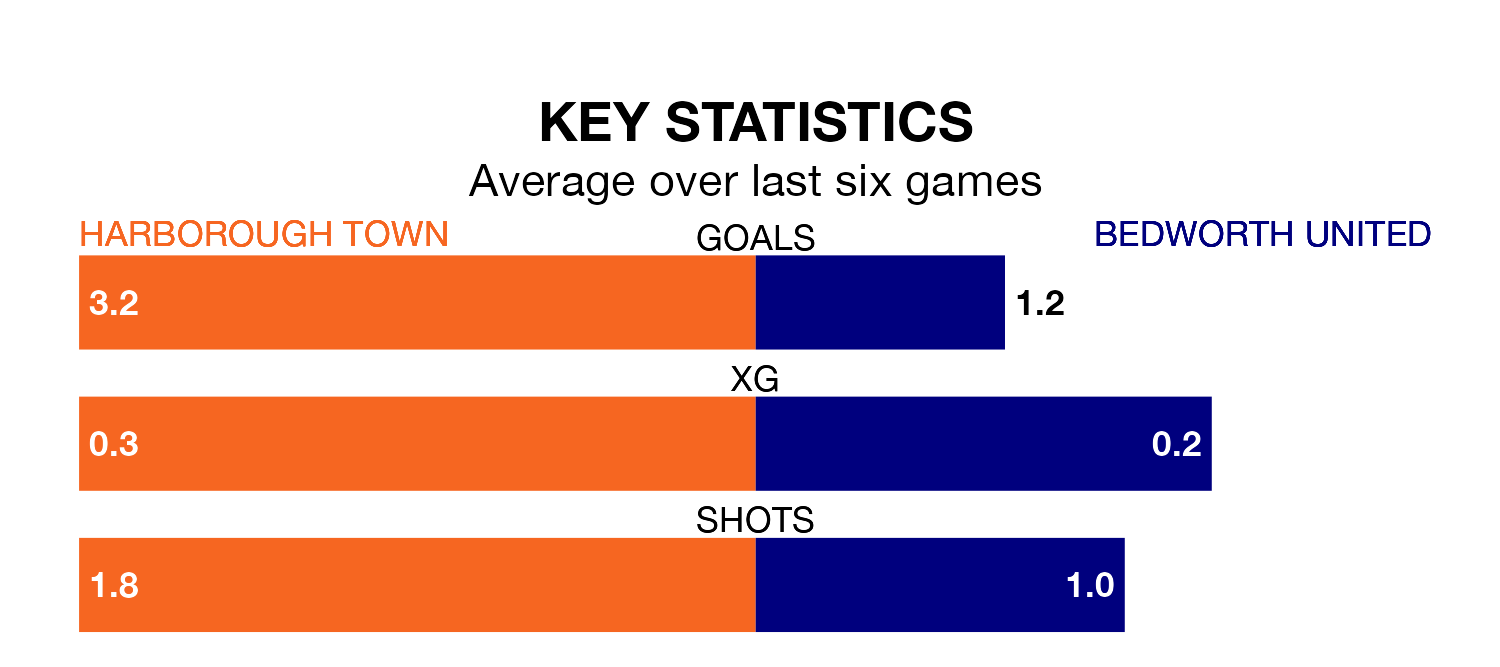 KEY STATISTICS
Average over last six games
HARBOROUGH TOWN GOALS BEDWORTH UNITED
3.2 1.2
XG
0.3 0.2
SHOTS
1.8 1.0